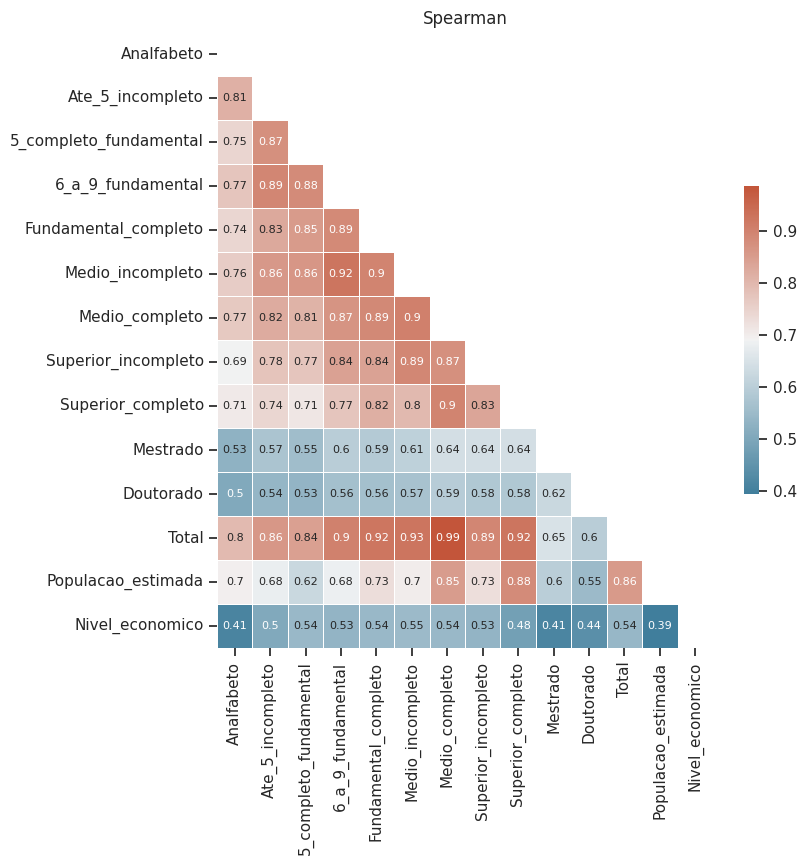 Spearman
Analfabeto
Ate_5_incompleto 0.81
5_completo_fundamental 0.75 0.87
6_a_9_fundamental 0.77 0.89 0.88
Fundamental_completo 0.74 0.83 0.85 0.89
Medio_incompleto 0.76 0.86 0.86 0.92 0.9
Medio_completo 0.77 0.82 0.81 0.87 0.89 0.9
Superior_incompleto 0.69 0.78 0.77 0.84 0.84 0.89 0.87
Superior_completo 0.71 0.74 0.71 0.77 0.82 0.8 0.9 0.83
Mestrado 0.53 0.57 0.55 0.6 0.59 0.61 0.64 0.64 0.64
Doutorado 0.5 0.54 0.53 0.56 0.56 0.57 0.59 0.58 0.58 0.62
Total 0.8 0.86 0.84 0.9 0.92 0.93 0.99 0.89 0.92 0.65 0.6
Populacao_estimada 0.7 0.68 0.62 0.68 0.73 0.7 0.85 0.73 0.88 0.6 0.55 0.86
Nivel_economico 0.41 0.5 0.54 0.53 0.54 0.55 0.54 0.53 0.48 0.41 0.44 0.54 0.39
Analfabeto
Ate_5_incompleto
5_completo_fundamental
6_a_9_fundamental
Fundamental_completo
Medio_incompleto
Medio_completo
Superior_incompleto
Superior_completo
Mestrado
Doutorado
Total
Populacao_estimada
Nivel_economico
0.9
0.8
0.7
0.6
0.5
0.4